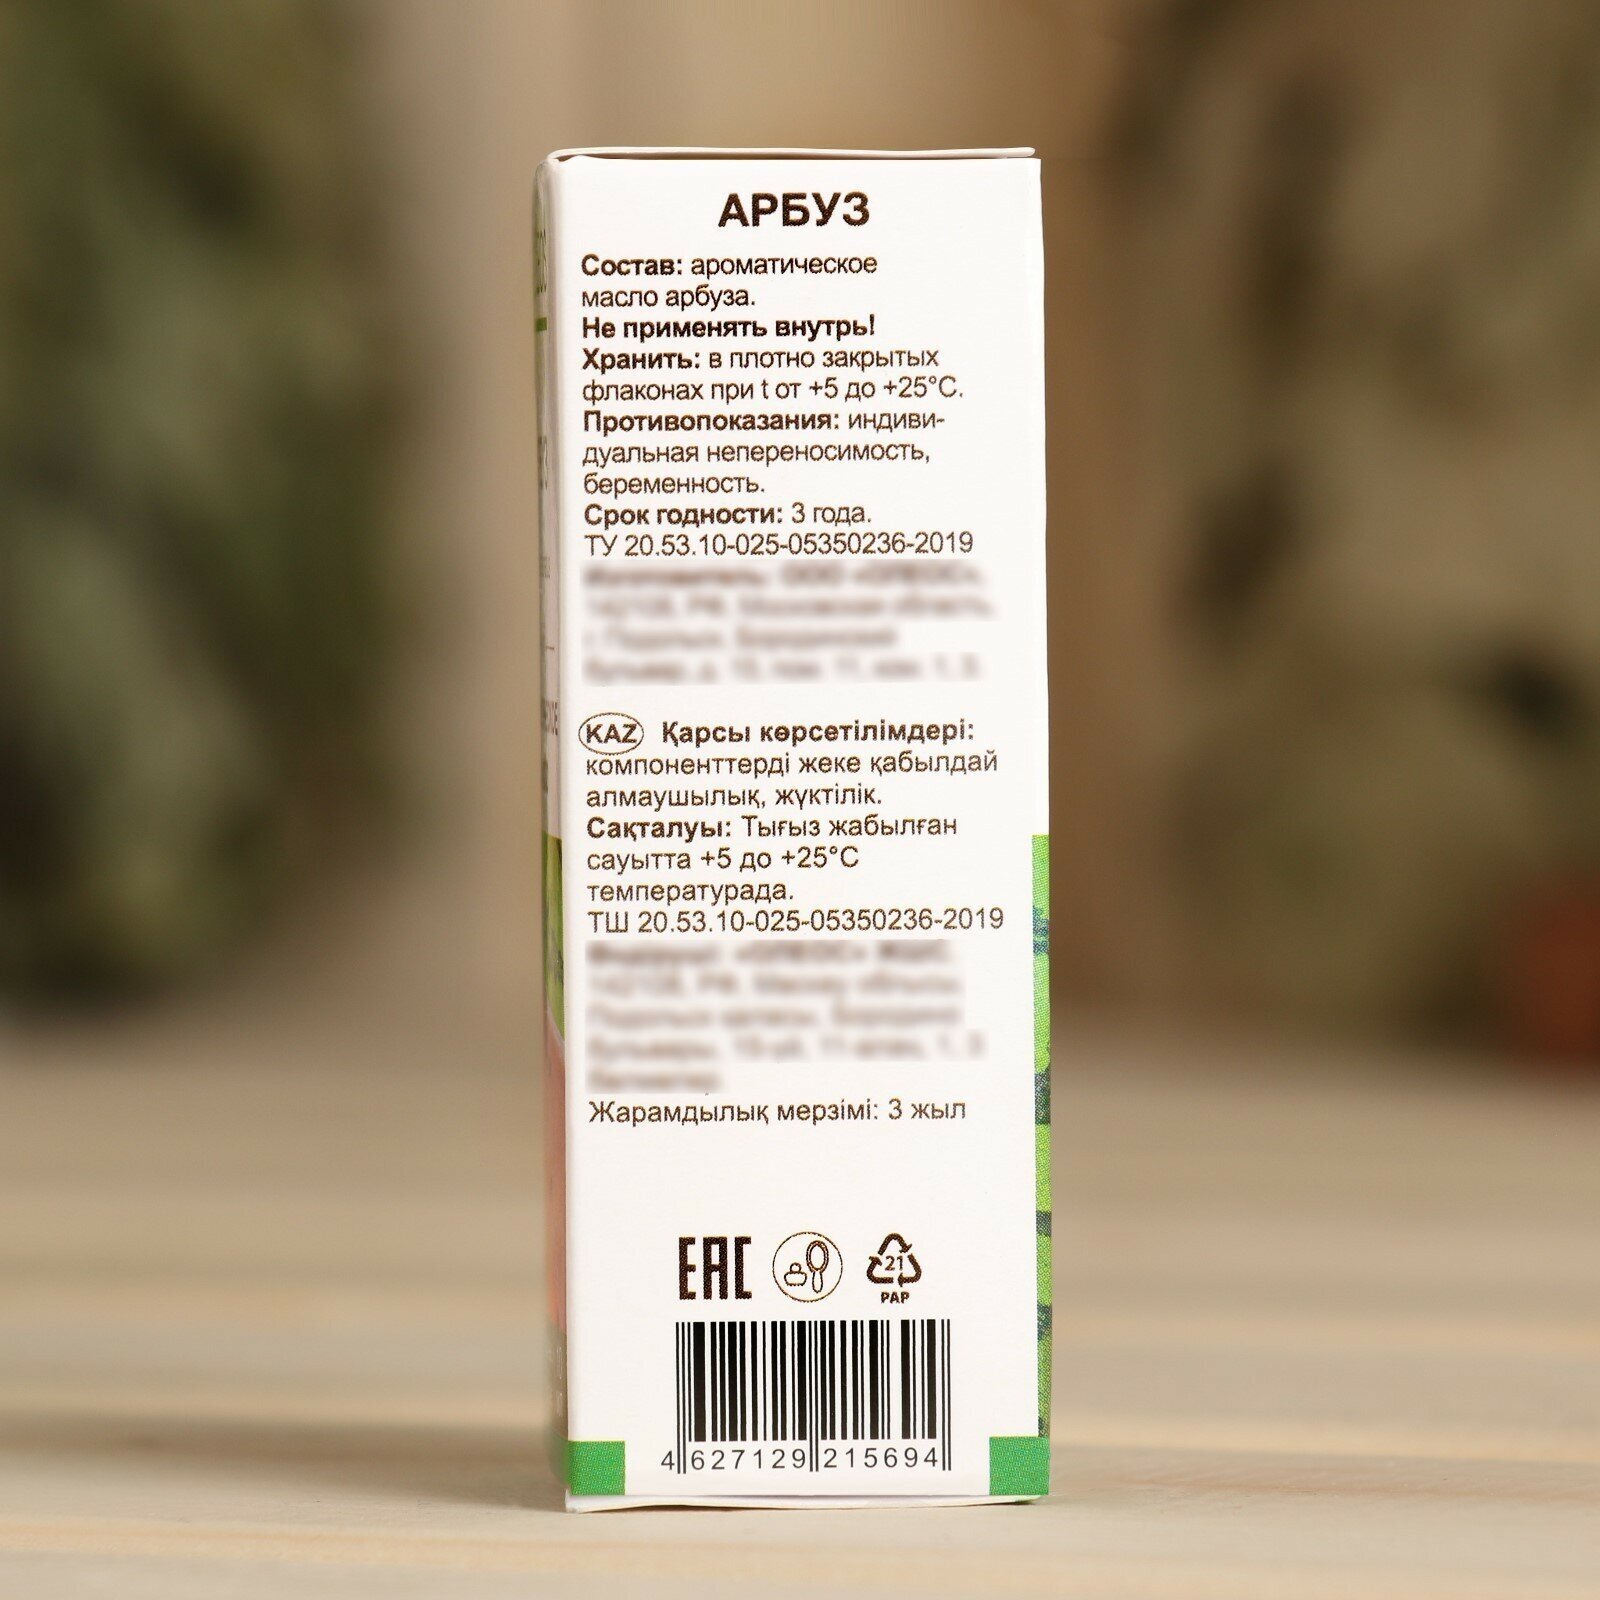 АРБУЗ
Состав: ароматическое
масло арбуза.
Не применять внутрь!
Хранить: в плотно закрытых
флаконах при t от +5 до +25°С.
Противопоказания: индиви-
дуальная непереносимость,
беременность.
Срок годности: 3 года.
ТУ 20.53.10-025-05350236-2019
KAZ Қарсы көрсетілімдері:
компоненттерді жеке қабылдай
алмаушылық, жүктілік.
Сақталуы: Тығыз жабылған
сауытта +5 до +25°С
температурада.
ТШ 20.53.10-025-05350236-2019
Жарамдылық мерзімі: 3 жыл
ЕАС
21
PAP
4 627129 215694